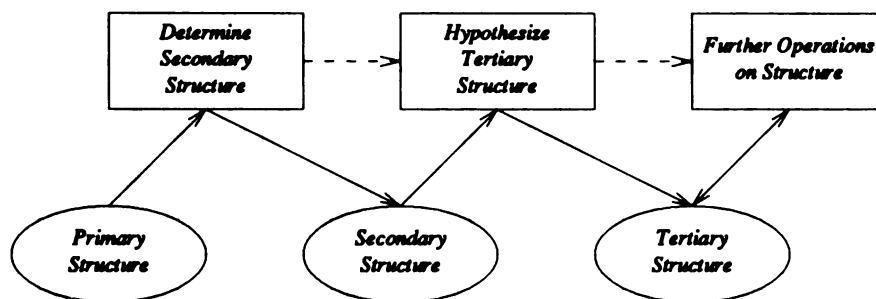 Determine
Secondary
Structure
Hypothesize
Tertiary
Structure
Further Operations
on Structure
Primary
Structure
Secondary
Structure
Tertiary
Structure